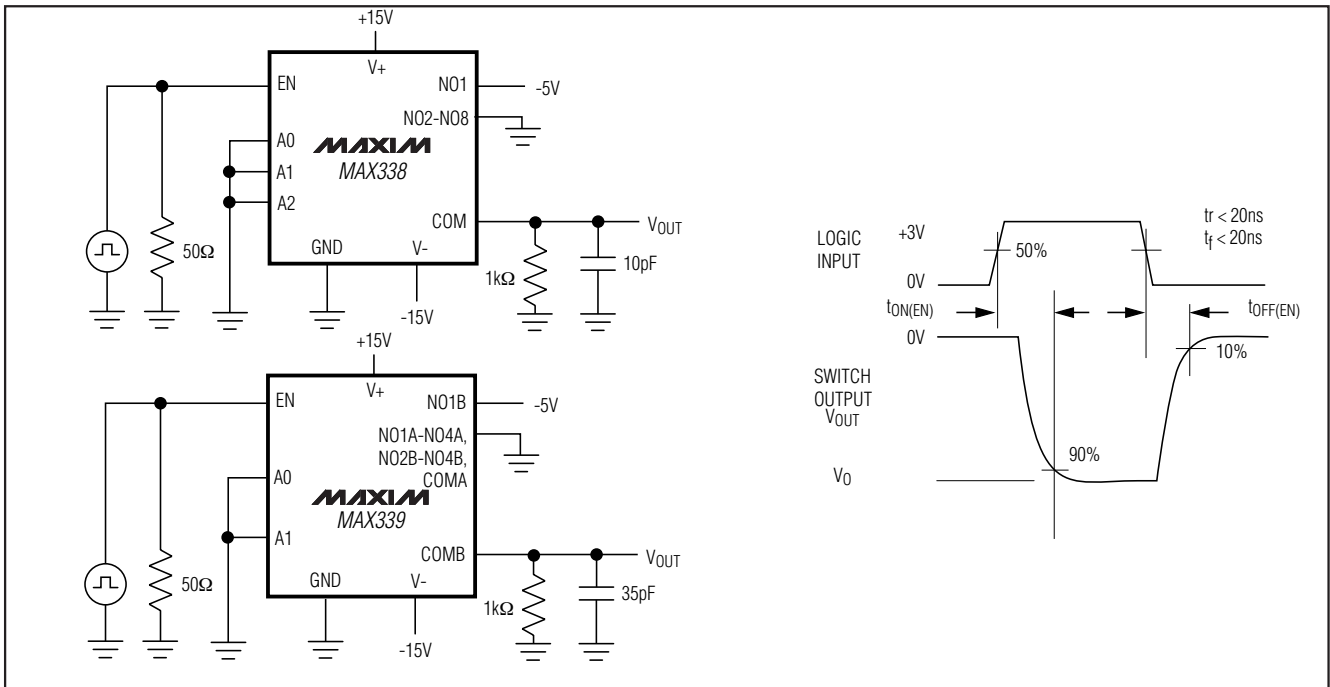 +15V
V+
EN
NO1
-5V
NO2-NO8
A0
MAXIM
MAX338
A1
A2
COM
VOUT
GND
V-
50Ω
1kΩ
10pF
-15V
+15V
V+
EN
NO1B
-5V
NO1A-NO4A,
NO2B-NO4B,
COMA
A0
MAXIM
MAX339
A1
COMB
VOUT
GND
V-
50Ω
1kΩ
35pF
-15V
LOGIC
INPUT
+3V
0V
50%
tr < 20ns
tf < 20ns
tON(EN)
tOFF(EN)
0V
10%
SWITCH
OUTPUT
VOUT
90%
VO